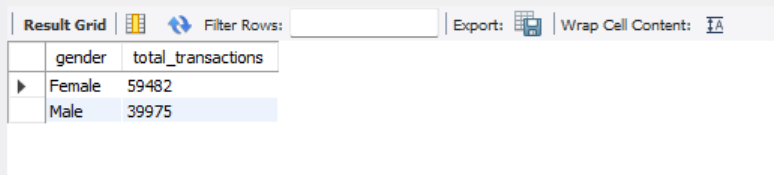 Result Grid Filter Rows: Export: Wrap Cell Content:
gender total_transactions
Female 59482
Male 39975